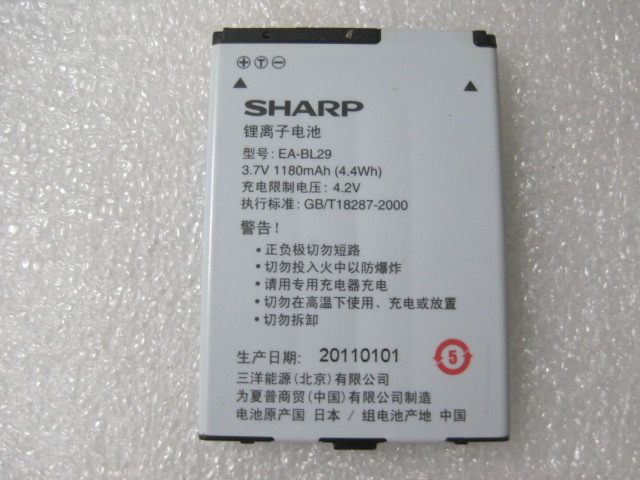 ⊕ Ⓣ ⊖
▲ ▲
SHARP
锂离子电池
型号: EA-BL29
3.7V 1180mAh (4.4Wh)
充电限制电压: 4.2V
执行标准: GB/T18287-2000
警告!
• 正负极切勿短路
• 切勿投入火中以防爆炸
• 请用专用充电器充电
• 切勿在高温下使用、充电或放置
• 切勿拆卸
生产日期: 20110101
5
三洋能源(北京)有限公司
为夏普商贸(中国)有限公司制造
电池原产国 日本 / 组电池产地 中国